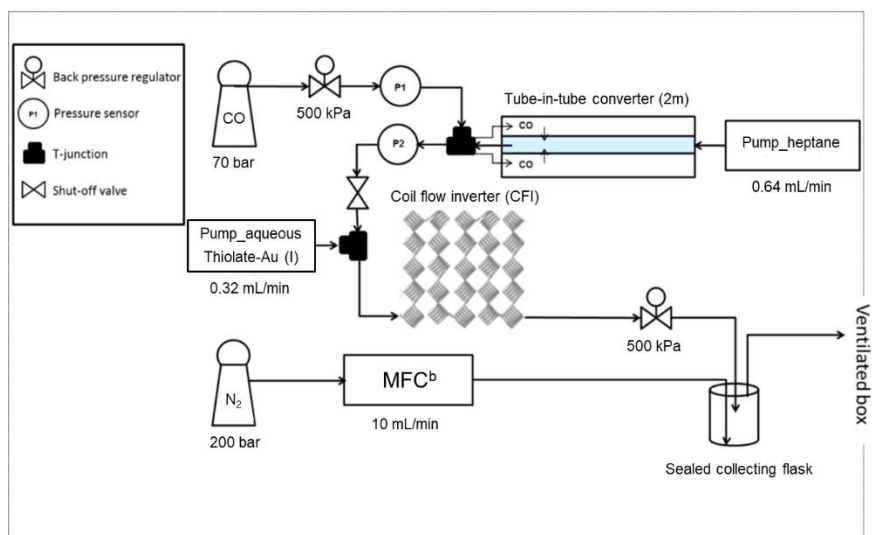 Back pressure regulator
P1
Pressure sensor
T-junction
Shut-off valve
CO
70 bar
500 kPa
P1
Tube-in-tube converter (2m)
CO
CO
Pump_heptane
0.64 mL/min
P2
Pump_aqueous
Thiolate-Au (I)
0.32 mL/min
Coil flow inverter (CFI)
500 kPa
N₂
200 bar
MFCᵇ
10 mL/min
Sealed collecting flask
Ventilated box